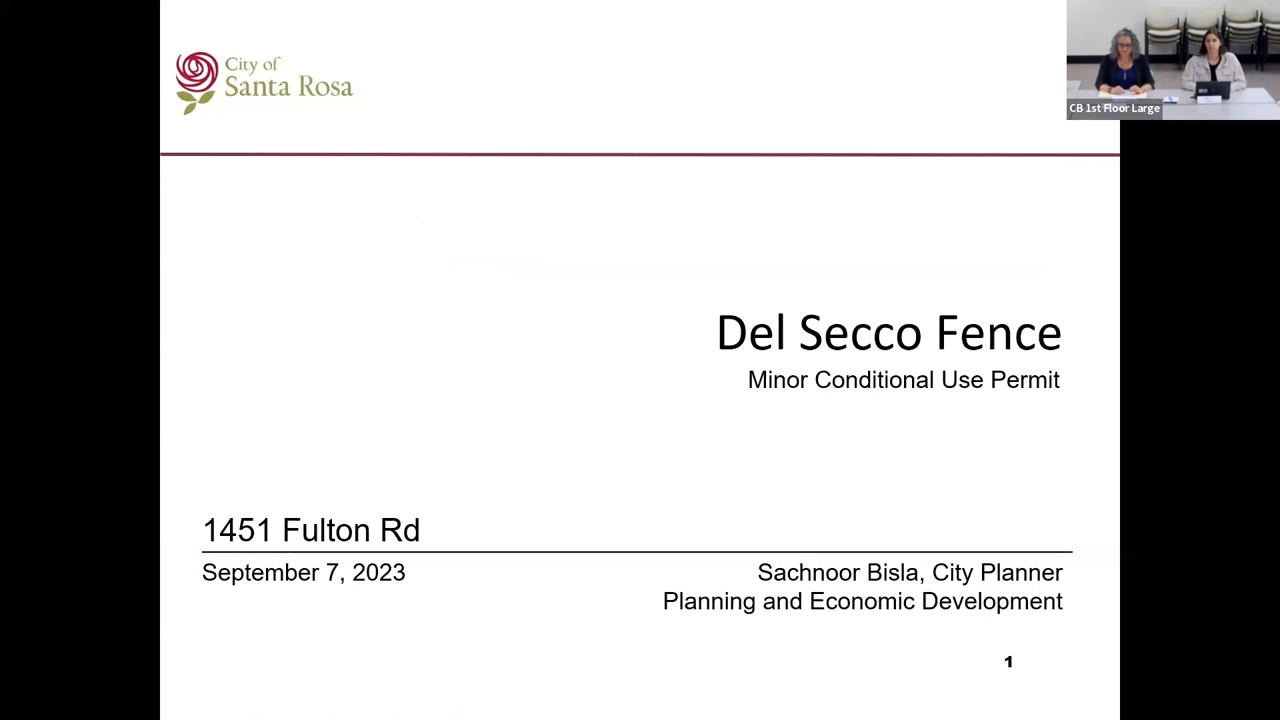 City of
Santa Rosa
CB 1st Floor Large
Del Secco Fence
Minor Conditional Use Permit
1451 Fulton Rd
September 7, 2023
Sachnoor Bisla, City Planner
Planning and Economic Development
1